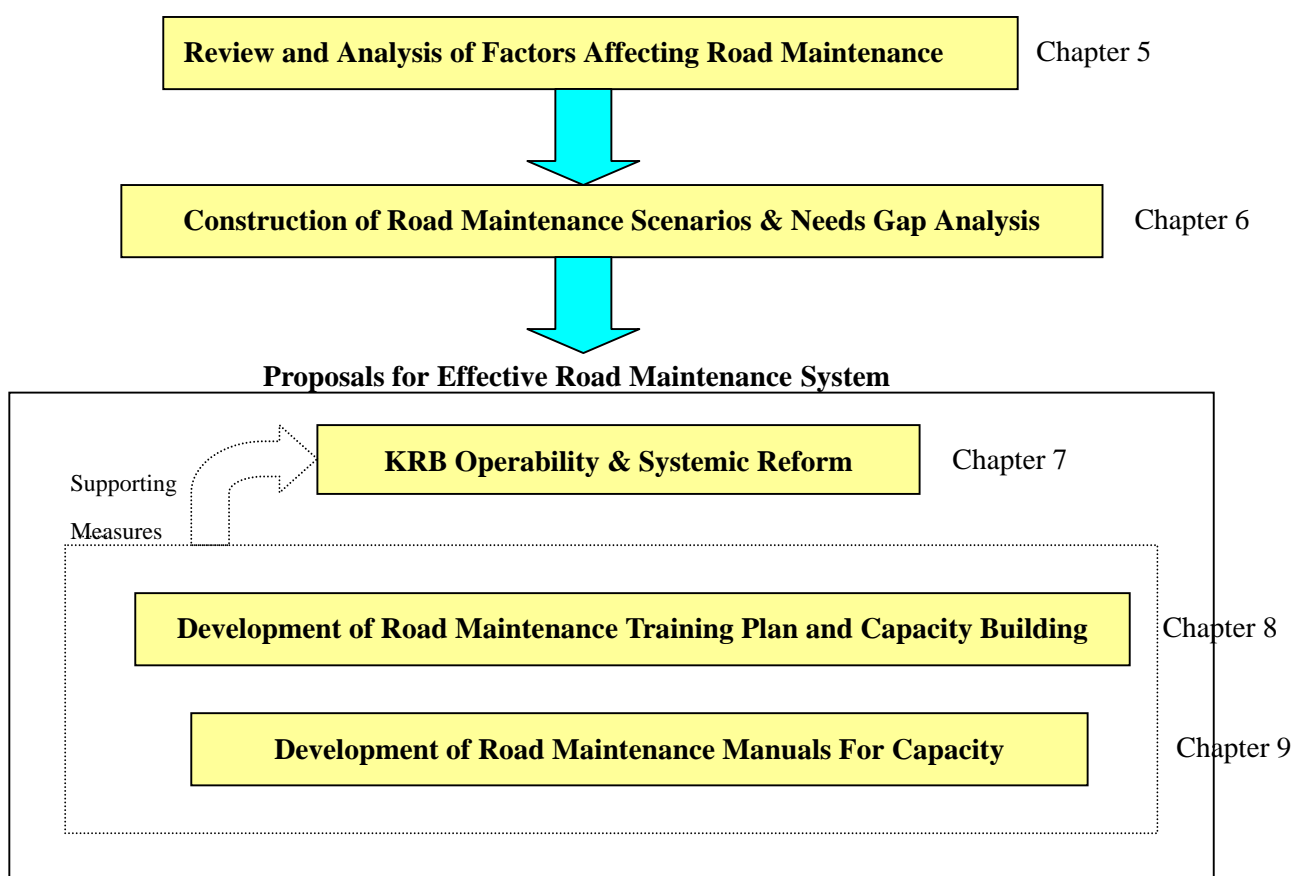 Review and Analysis of Factors Affecting Road Maintenance
Chapter 5
Construction of Road Maintenance Scenarios & Needs Gap Analysis
Chapter 6
Proposals for Effective Road Maintenance System
KRB Operability & Systemic Reform
Chapter 7
Supporting
Measures
Development of Road Maintenance Training Plan and Capacity Building
Chapter 8
Development of Road Maintenance Manuals For Capacity
Chapter 9